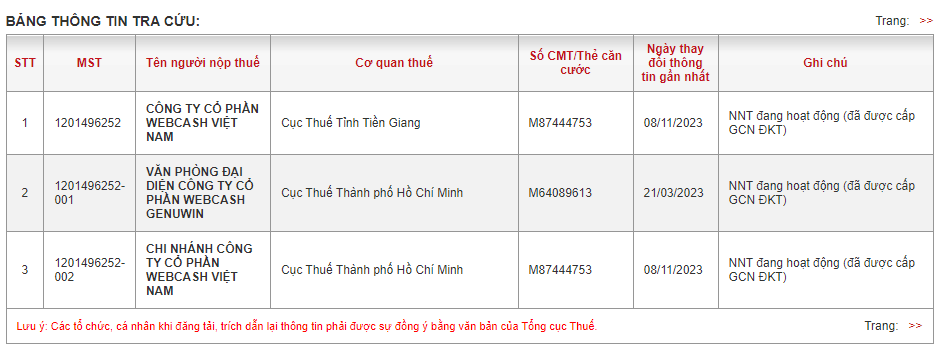 BẢNG THÔNG TIN TRA CỨU:
Trang: >>
STT MST Tên người nộp thuế Cơ quan thuế Số CMT/Thẻ căn cước Ngày thay đổi thông tin gần nhất Ghi chú
1 1201496252 CÔNG TY CỔ PHẦN WEBCASH VIỆT NAM Cục Thuế Tỉnh Tiền Giang M87444753 08/11/2023 NNT đang hoạt động (đã được cấp GCN ĐKT)
2 1201496252-001 VĂN PHÒNG ĐẠI DIỆN CÔNG TY CỔ PHẦN WEBCASH GENUWIN Cục Thuế Thành phố Hồ Chí Minh M64089613 21/03/2023 NNT đang hoạt động (đã được cấp GCN ĐKT)
3 1201496252-002 CHI NHÁNH CÔNG TY CỔ PHẦN WEBCASH VIỆT NAM Cục Thuế Thành phố Hồ Chí Minh M87444753 08/11/2023 NNT đang hoạt động (đã được cấp GCN ĐKT)
Lưu ý: Các tổ chức, cá nhân khi đăng tải, trích dẫn lại thông tin phải được sự đồng ý bằng văn bản của Tổng cục Thuế.
Trang: >>